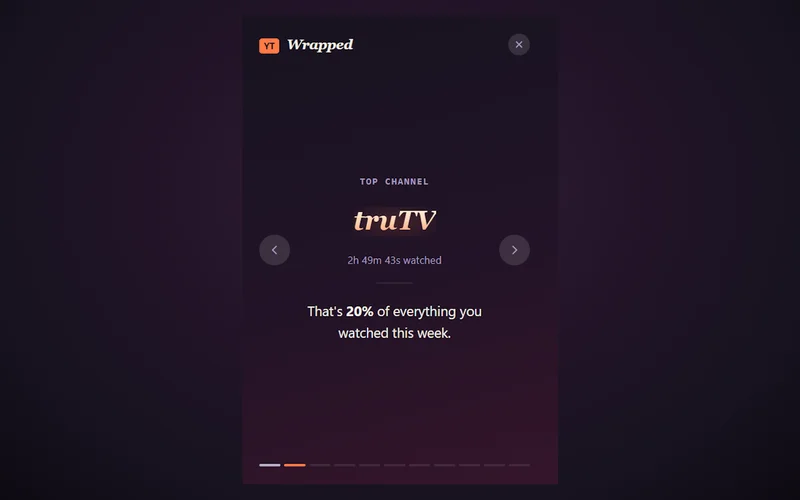 YT Wrapped
TOP CHANNEL
truTV
2h 49m 43s watched
That's 20% of everything you
watched this week.